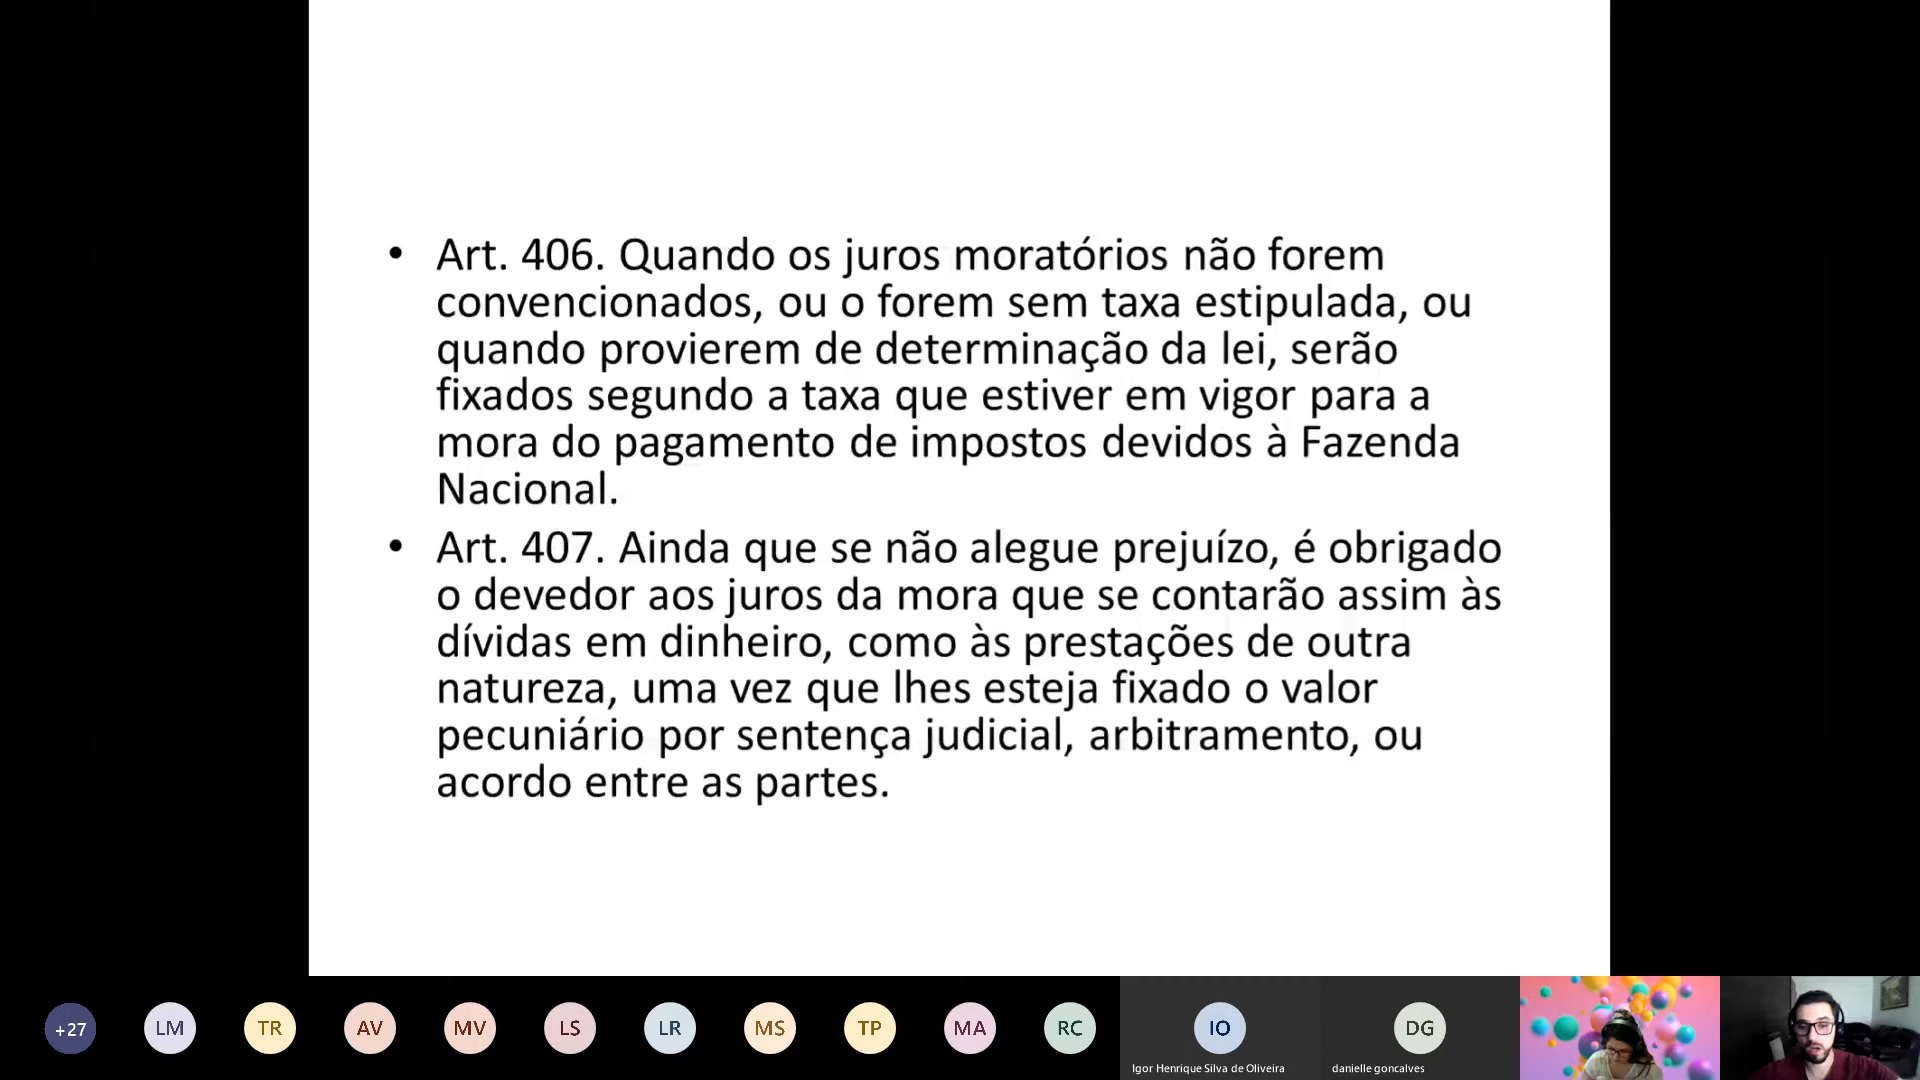 • Art. 406. Quando os juros moratórios não forem
convencionados, ou o forem sem taxa estipulada, ou
quando provierem de determinação da lei, serão
fixados segundo a taxa que estiver em vigor para a
mora do pagamento de impostos devidos à Fazenda
Nacional.
• Art. 407. Ainda que se não alegue prejuízo, é obrigado
o devedor aos juros da mora que se contarão assim às
dívidas em dinheiro, como às prestações de outra
natureza, uma vez que lhes esteja fixado o valor
pecuniário por sentença judicial, arbitramento, ou
acordo entre as partes.
+27 LM TR AV MV LS LR MS TP MA RC IO DG
Igor Henrique Silva de Oliveira danielle goncalves